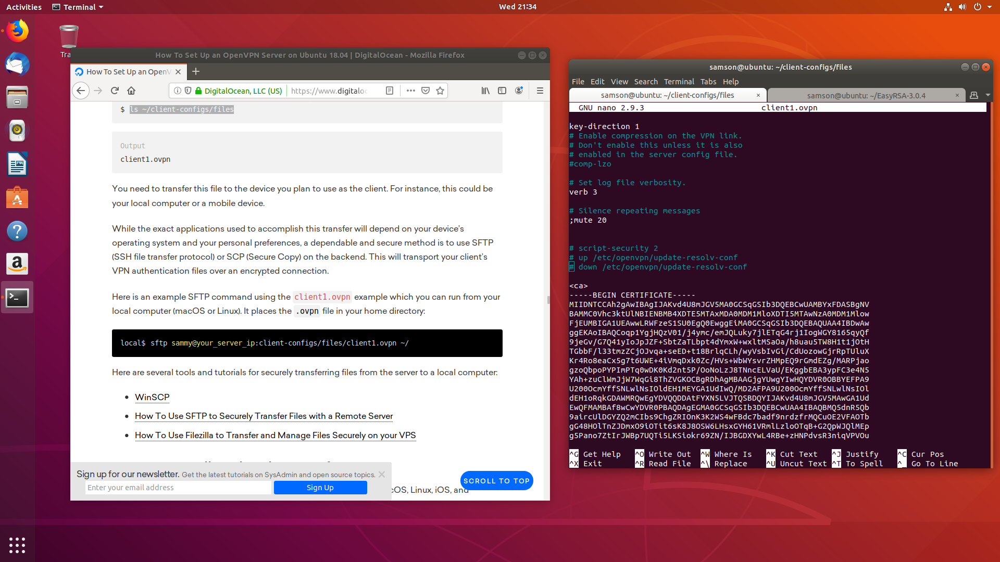 Activities
Terminal
Wed 21:34
Tra
How To Set Up an OpenVPN Server on Ubuntu 18.04 | DigitalOcean - Mozilla Firefox
How To Set Up an OpenV
DigitalOcean, LLC (US)
https://www.digitaloc
$ ls ~/client-configs/files
Output
client1.ovpn
You need to transfer this file to the device you plan to use as the client. For instance, this could be
your local computer or a mobile device.
While the exact applications used to accomplish this transfer will depend on your device's
operating system and your personal preferences, a dependable and secure method is to use SFTP
(SSH file transfer protocol) or SCP (Secure Copy) on the backend. This will transport your client's
VPN authentication files over an encrypted connection.
Here is an example SFTP command using the client1.ovpn example which you can run from your
local computer (macOS or Linux). It places the .ovpn file in your home directory:
local$ sftp sammy@your_server_ip:client-configs/files/client1.ovpn ~/
Here are several tools and tutorials for securely transferring files from the server to a local computer:
WinSCP
How To Use SFTP to Securely Transfer Files with a Remote Server
How To Use Filezilla to Transfer and Manage Files Securely on your VPS
Sign up for our newsletter. Get the latest tutorials on SysAdmin and open source topics.
Enter your email address
Sign Up
SCROLL TO TOP
cOS, Linux, iOS, and
samson@ubuntu: ~/client-configs/files
File Edit View Search Terminal Tabs Help
samson@ubuntu: ~/client-configs/files
samson@ubuntu: ~/EasyRSA-3.0.4
GNU nano 2.9.3 client1.ovpn
key-direction 1
# Enable compression on the VPN link.
# Don't enable this unless it is also
# enabled in the server config file.
#comp-lzo
# Set log file verbosity.
verb 3
# Silence repeating messages
;mute 20
# script-security 2
# up /etc/openvpn/update-resolv-conf
# down /etc/openvpn/update-resolv-conf
<ca>
-----BEGIN CERTIFICATE-----
MIIDNTCCAh2gAwIBAgIJAKvd4U8mJGV5MA0GCSqGSIb3DQEBCwUAMBYxFDASBgNV
BAMMC0Vhc3ktUlNBIENBMB4XDTE5MTAxMDA0MDM1MloXDTI5MTAwNzA0MDM1Mlow
FjEUMBIGA1UEAwwLRWFzeS1SU0EgQ0EwggEiMA0GCSqGSIb3DQEBAQUAA4IBDwAw
ggEKAoIBAQCoqp1YgjHQzV01/j4ymc/emJQLuky7jlETqG4rj1IogWGY8165qyQf
9jeGv/G7Q41yIoJpJZF+SbtZaTLbpt4dYmxW+wxltMSaOa/h8uau5TW8H1t1jOtH
TGbbF/l33tmzZCjOJvqa+seED+t18BrlqCLh/wyVsbIvGi/CdUozowGjrRpTUluX
Kr4Ro8eaCx5g7t6UWE+4iVmqDxk0Zc/HVs+WbWYsvrZHMpEQ9rGmdEZg/MARPjao
gzoQbpoPYPImPTq0wDK0Kd2nt5P/OoNoLzJ8TNncELVaU/EKggbEBA3ypFC3e4N5
YAh+zuClWmJjW7WqGi8ThZVGKOCBgRDhAgMBAAGjgYUwgYIwHQYDVR0OBBYEFPA9
U200OcmYffSNLwlNsIOldEH1MEYGA1UdIwQ/MD2AFPA9U200OcmYffSNLwlNsIOl
dEH1oRqkGDAWMRQwEgYDVQQDDAtFYXN5LVJTQSBDQYIJAKvd4U8mJGV5MAwGA1Ud
EwQFMAMBAf8wCwYDVR0PBAQDAgEGMA0GCSqGSIb3DQEBCwUAA4IBAQBMQ5dnR5Qb
9aircUlDGYZQ2mCIbs9ChgZRIOnK3K2WS4wFBdc7badf9nrdzfrMQCuOE2VFAOTb
gG48HOlTnZJDmxO9iOTit6sK8J8OSW6LHsxGYH61VRmlLzloOTqB+G2QpWJQlMEp
g5Pano7ZtIrJWBp7UQTi5LKSiokr69ZN/IJBGDXYwL4RBe+zHNPdvsR3niqVPVOu
^G Get Help ^O Write Out ^W Where Is ^K Cut Text ^J Justify ^C Cur Pos
^X Exit ^R Read File ^\ Replace ^U Uncut Text ^T To Spell ^_ Go To Line